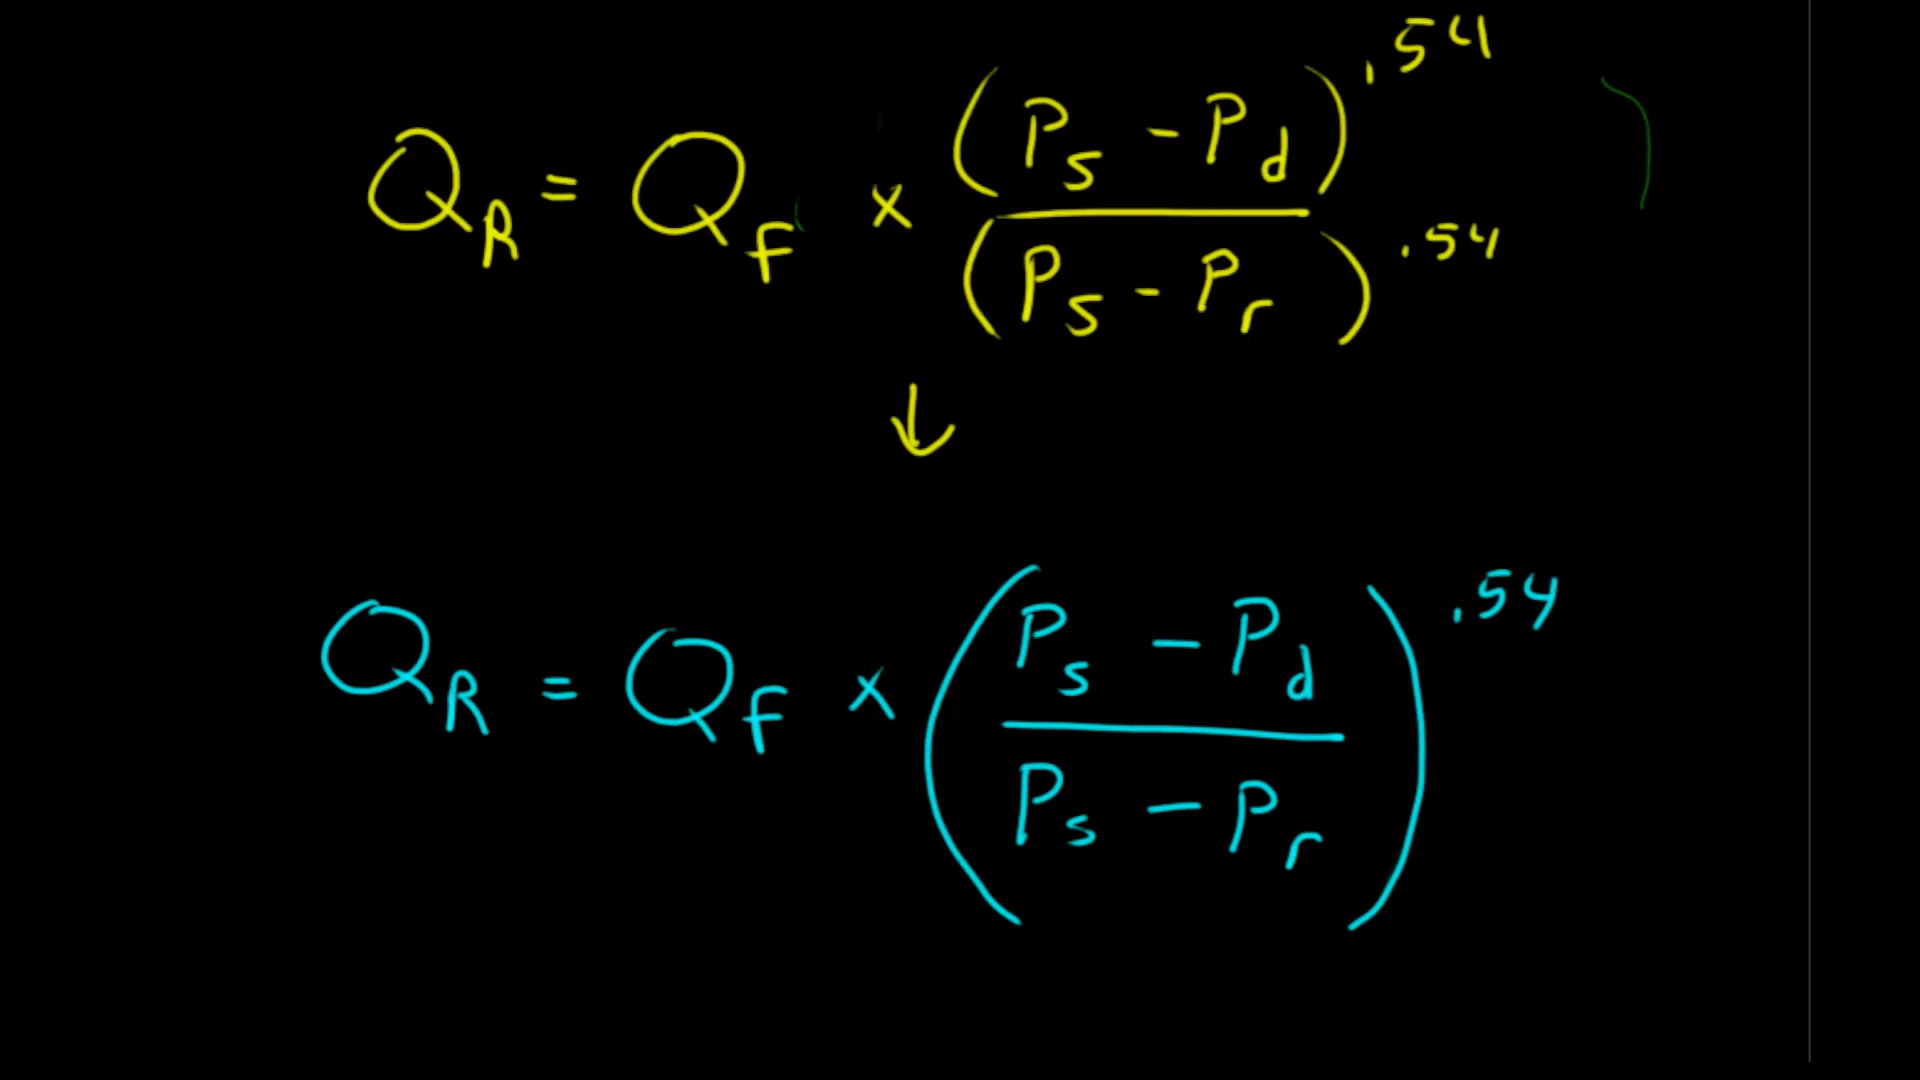 Q_R = Q_f × (P_s - P_d)^.54 / (P_s - P_r)^.54
↓
Q_R = Q_f × ((P_s - P_d) / (P_s - P_r))^.54